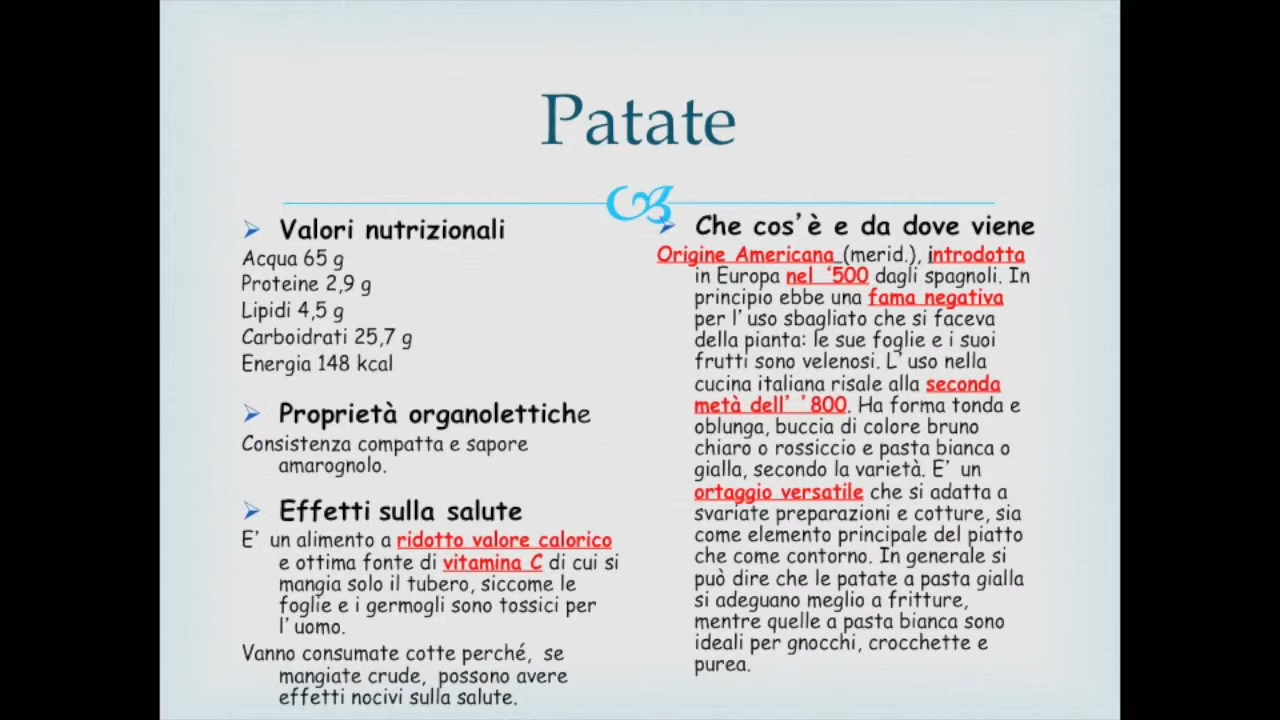 Patate
Valori nutrizionali
Acqua 65 g
Proteine 2,9 g
Lipidi 4,5 g
Carboidrati 25,7 g
Energia 148 kcal
Proprietà organolettiche
Consistenza compatta e sapore
amarognolo.
Effetti sulla salute
E’ un alimento a ridotto valore calorico
e ottima fonte di vitamina C di cui si
mangia solo il tubero, siccome le
foglie e i germogli sono tossici per
l’uomo.
Vanno consumate cotte perché, se
mangiate crude, possono avere
effetti nocivi sulla salute.
Che cos’è e da dove viene
Origine Americana (merid.), introdotta
in Europa nel ‘500 dagli spagnoli. In
principio ebbe una fama negativa
per l’uso sbagliato che si faceva
della pianta: le sue foglie e i suoi
frutti sono velenosi. L’uso nella
cucina italiana risale alla seconda
metà dell’ ’800. Ha forma tonda e
oblunga, buccia di colore bruno
chiaro o rossiccio e pasta bianca o
gialla, secondo la varietà. E’ un
ortaggio versatile che si adatta a
svariate preparazioni e cotture, sia
come elemento principale del piatto
che come contorno. In generale si
può dire che le patate a pasta gialla
si adeguano meglio a fritture,
mentre quelle a pasta bianca sono
ideali per gnocchi, crocchette e
purea.